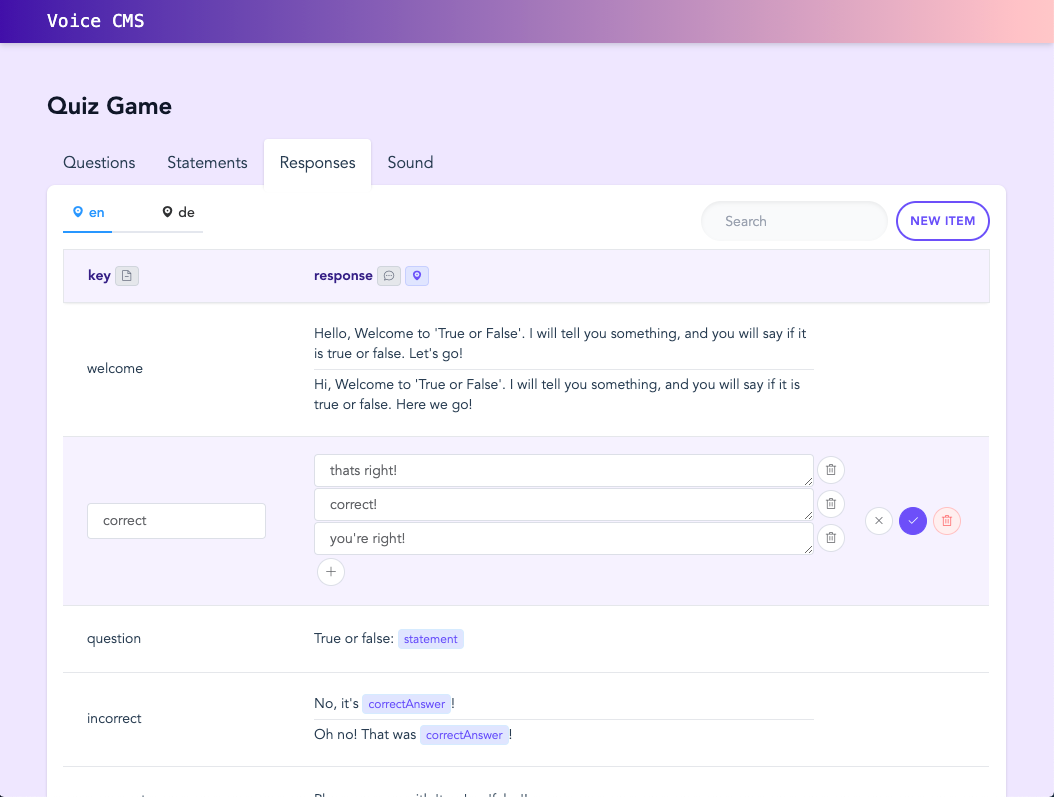 Voice CMS
Quiz Game
Questions Statements Responses Sound
en de Search NEW ITEM
key response
Hello, Welcome to 'True or False'. I will tell you something, and you will say if it
is true or false. Let's go!
welcome
Hi, Welcome to 'True or False'. I will tell you something, and you will say if it is
true or false. Here we go!
thats right!
correct!
correct
you're right!
question True or false: statement
No, it's correctAnswer!
incorrect
Oh no! That was correctAnswer!